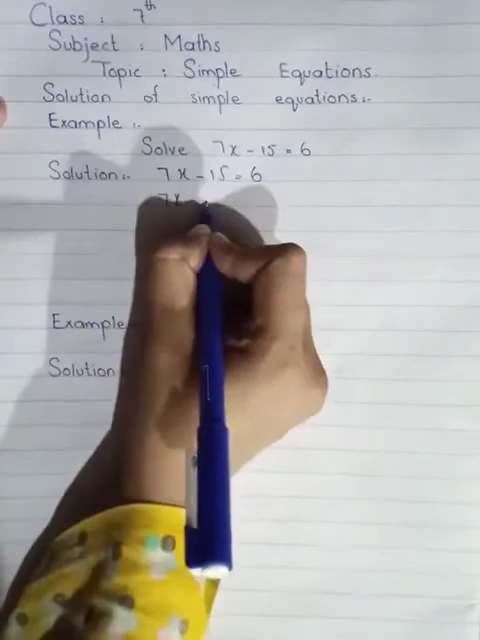 Class : 7th
Subject : Maths
Topic : Simple Equations.
Solution of simple equations:-
Example :-
Solve 7x - 15 = 6
Solution:- 7x - 15 = 6
7x
Example
Solution